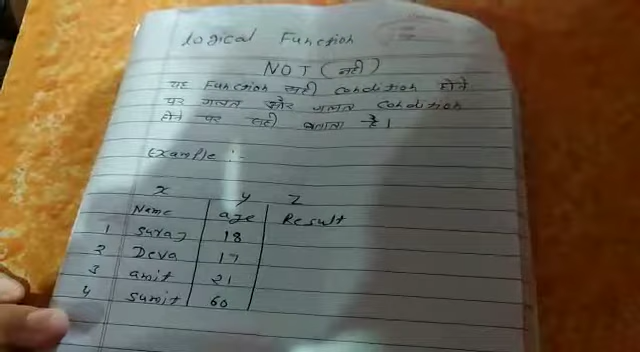 Logical Function
NOT (नही)
यह Function सही condition होने
पर गलत और गलत condition
होने पर सही बताता है।
Example :-
x y z
Name age Result
1 Suraj 18
2 Deva 17
3 amit 21
4 sumit 60